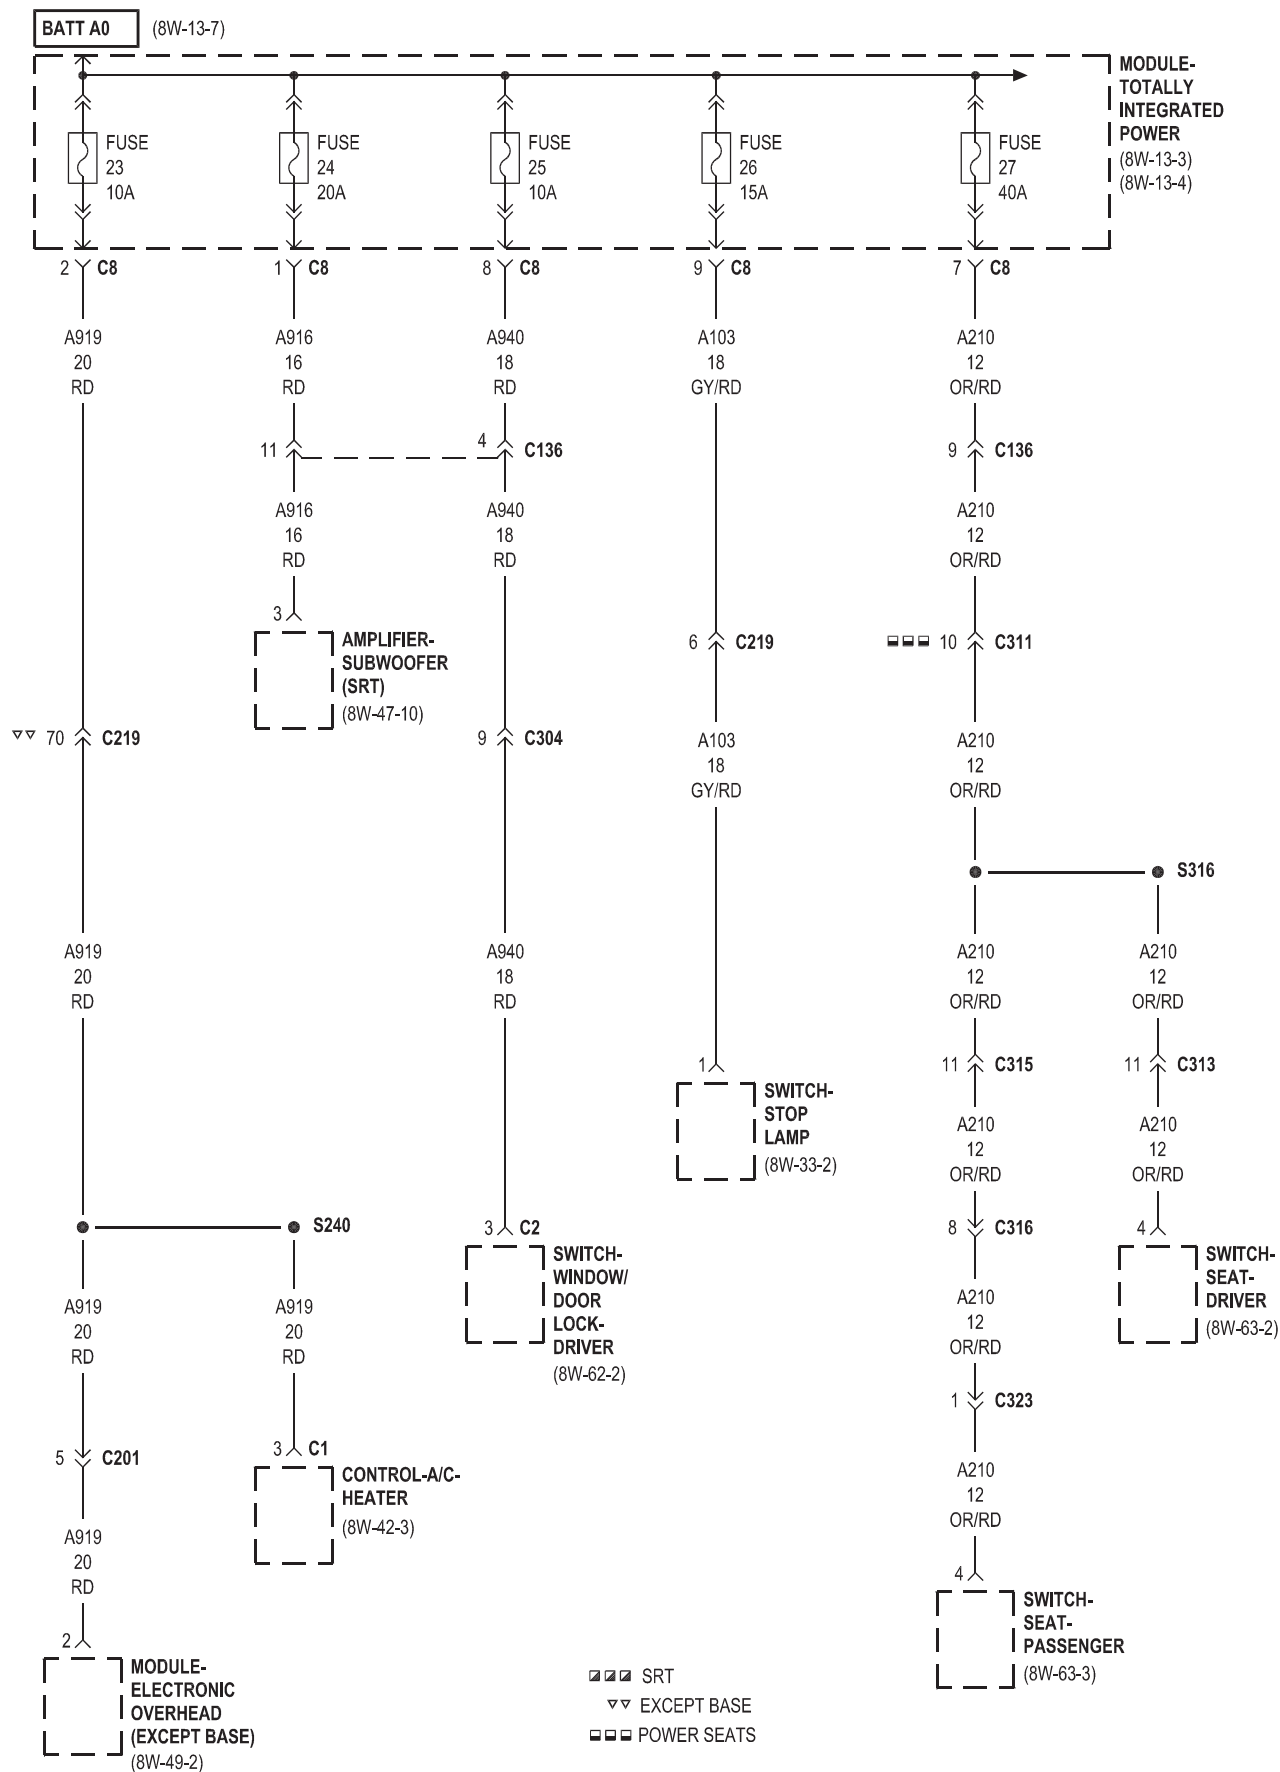 BATT A0 (8W-13-7)
MODULE-
TOTALLY
INTEGRATED
POWER
(8W-13-3)
(8W-13-4)
FUSE
23
10A
FUSE
24
20A
FUSE
25
10A
FUSE
26
15A
FUSE
27
40A
2 C8
1 C8
8 C8
9 C8
7 C8
A919
20
RD
A916
16
RD
A940
18
RD
A103
18
GY/RD
A210
12
OR/RD
11
4 C136
9 C136
A916
16
RD
A940
18
RD
A210
12
OR/RD
3
AMPLIFIER-
SUBWOOFER
(SRT)
(8W-47-10)
6 C219
10 C311
70 C219
9 C304
A103
18
GY/RD
A210
12
OR/RD
S316
A919
20
RD
A940
18
RD
A210
12
OR/RD
A210
12
OR/RD
1
SWITCH-
STOP
LAMP
(8W-33-2)
11 C315
11 C313
A210
12
OR/RD
A210
12
OR/RD
S240
3 C2
SWITCH-
WINDOW/
DOOR
LOCK-
DRIVER
(8W-62-2)
8 C316
4
SWITCH-
SEAT-
DRIVER
(8W-63-2)
A919
20
RD
A919
20
RD
A210
12
OR/RD
1 C323
5 C201
3 C1
CONTROL-A/C-
HEATER
(8W-42-3)
A210
12
OR/RD
A919
20
RD
4
SWITCH-
SEAT-
PASSENGER
(8W-63-3)
2
MODULE-
ELECTRONIC
OVERHEAD
(EXCEPT BASE)
(8W-49-2)
SRT
EXCEPT BASE
POWER SEATS